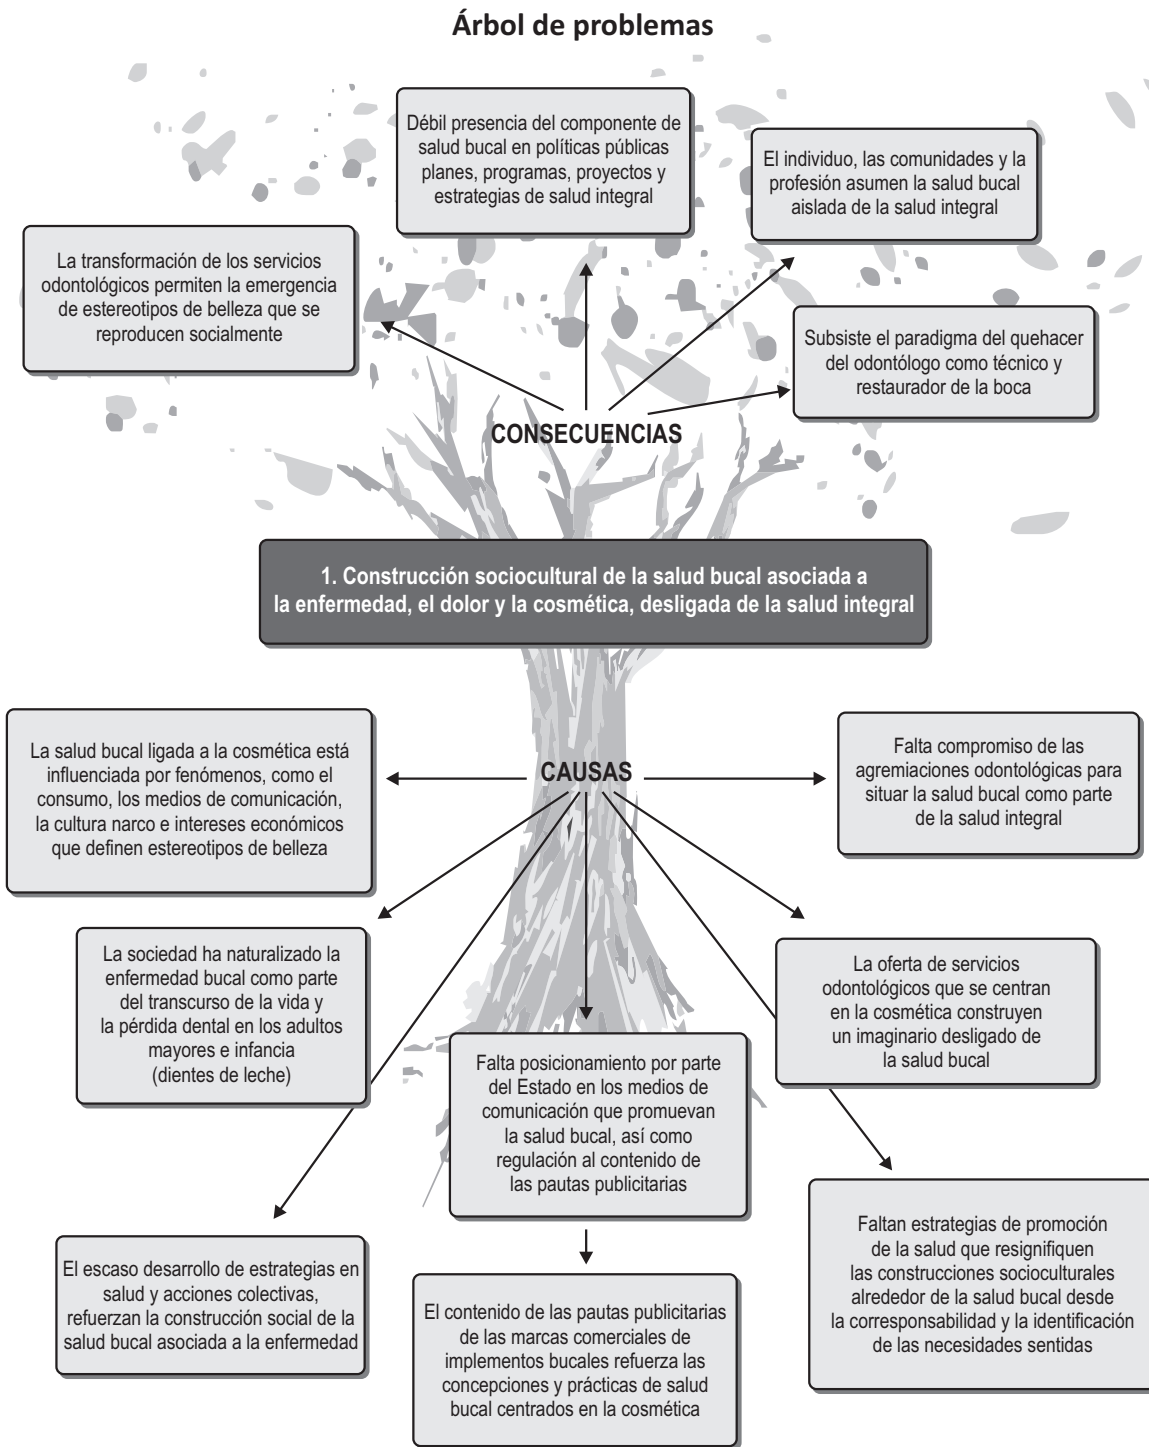 Árbol de problemas
Débil presencia del componente de
salud bucal en políticas públicas
planes, programas, proyectos y
estrategias de salud integral
El individuo, las comunidades y la
profesión asumen la salud bucal
aislada de la salud integral
La transformación de los servicios
odontológicos permiten la emergencia
de estereotipos de belleza que se
reproducen socialmente
Subsiste el paradigma del quehacer
del odontólogo como técnico y
restaurador de la boca
CONSECUENCIAS
1. Construcción sociocultural de la salud bucal asociada a
la enfermedad, el dolor y la cosmética, desligada de la salud integral
La salud bucal ligada a la cosmética está
influenciada por fenómenos, como el
consumo, los medios de comunicación,
la cultura narco e intereses económicos
que definen estereotipos de belleza
CAUSAS
Falta compromiso de las
agremiaciones odontológicas para
situar la salud bucal como parte
de la salud integral
La sociedad ha naturalizado la
enfermedad bucal como parte
del transcurso de la vida y
la pérdida dental en los adultos
mayores e infancia
(dientes de leche)
La oferta de servicios
odontológicos que se centran
en la cosmética construyen
un imaginario desligado de
la salud bucal
Falta posicionamiento por parte
del Estado en los medios de
comunicación que promuevan
la salud bucal, así como
regulación al contenido de
las pautas publicitarias
El escaso desarrollo de estrategias en
salud y acciones colectivas,
refuerzan la construcción social de la
salud bucal asociada a la enfermedad
El contenido de las pautas publicitarias
de las marcas comerciales de
implementos bucales refuerza las
concepciones y prácticas de salud
bucal centrados en la cosmética
Faltan estrategias de promoción
de la salud que resignifiquen
las construcciones socioculturales
alrededor de la salud bucal desde
la corresponsabilidad y la identificación
de las necesidades sentidas